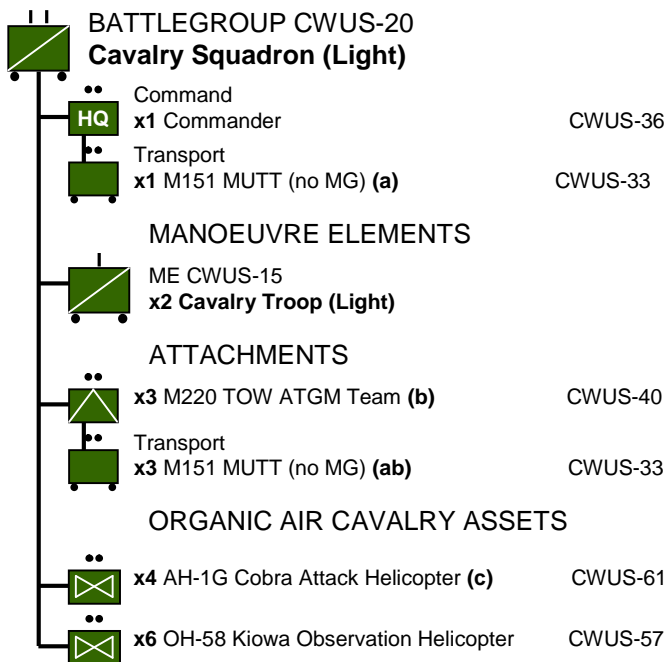 BATTLEGROUP CWUS-20
Cavalry Squadron (Light)
Command
HQ x1 Commander CWUS-36
Transport
x1 M151 MUTT (no MG) (a) CWUS-33
MANOEUVRE ELEMENTS
ME CWUS-15
x2 Cavalry Troop (Light)
ATTACHMENTS
x3 M220 TOW ATGM Team (b) CWUS-40
Transport
x3 M151 MUTT (no MG) (ab) CWUS-33
ORGANIC AIR CAVALRY ASSETS
x4 AH-1G Cobra Attack Helicopter (c) CWUS-61
x6 OH-58 Kiowa Observation Helicopter CWUS-57